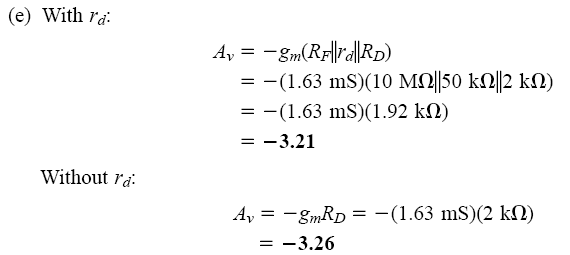 (e) With r_d:
A_v = −g_m(R_F‖r_d‖R_D)
= −(1.63 mS)(10 MΩ‖50 kΩ‖2 kΩ)
= −(1.63 mS)(1.92 kΩ)
= −3.21
Without r_d:
A_v = −g_mR_D = −(1.63 mS)(2 kΩ)
= −3.26